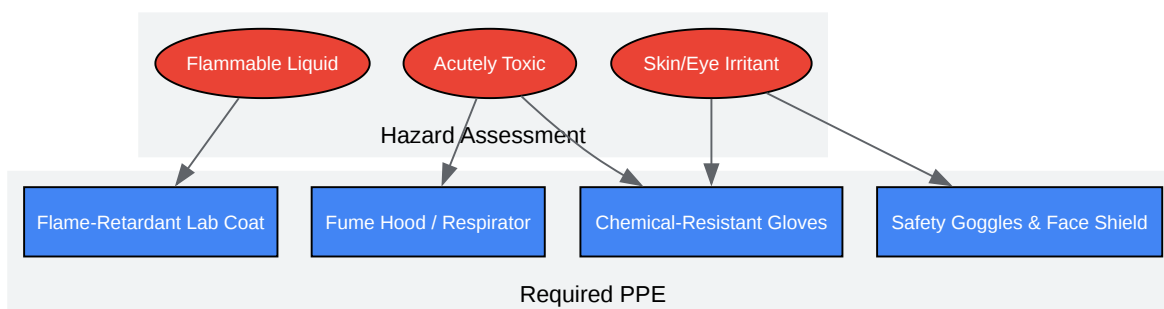 Flammable Liquid
Acutely Toxic
Skin/Eye Irritant
Hazard Assessment
Flame-Retardant Lab Coat
Fume Hood / Respirator
Chemical-Resistant Gloves
Safety Goggles & Face Shield
Required PPE